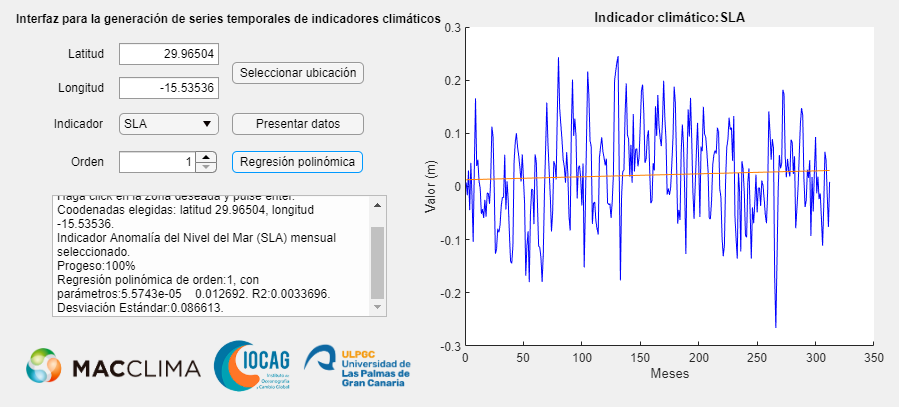 Interfaz para la generación de series temporales de indicadores climáticos
Latitud
29.96504
Longitud
-15.53536
Seleccionar ubicación
Indicador
SLA
Presentar datos
Orden
1
Regresión polinómica
Haga click en la zona deseada y pulse enter.
Coodenadas elegidas: latitud 29.96504, longitud
-15.53536.
Indicador Anomalía del Nivel del Mar (SLA) mensual
seleccionado.
Progeso:100%
Regresión polinómica de orden:1, con
parámetros:5.5743e-05 0.012692. R2:0.0033696.
Desviación Estándar:0.086613.
MACCLIMA
IOCAG
Instituto de
Oceanografía y
Cambio Global
ULPGC
Universidad de
Las Palmas de
Gran Canaria
Indicador climático:SLA
Valor (m)
0.3
0.2
0.1
0
-0.1
-0.2
-0.3
0
50
100
150
200
250
300
350
Meses